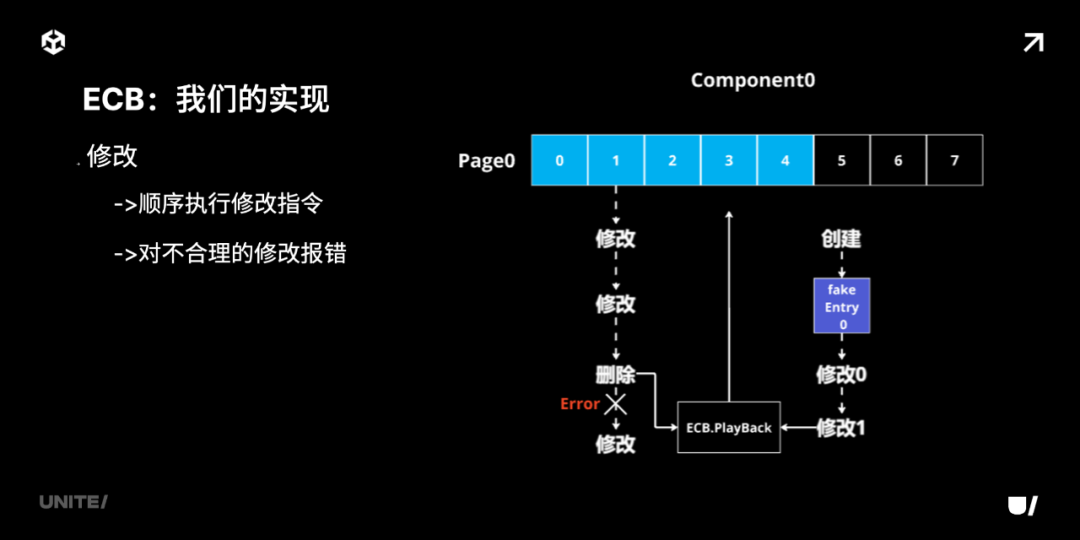 ECB：我们的实现
. 修改
->顺序执行修改指令
->对不合理的修改报错
Component0
Page0 0 1 2 3 4 5 6 7
修改
修改
删除
Error
修改
创建
fake
Entry
0
修改0
修改1
ECB.PlayBack
UNITE/
U/